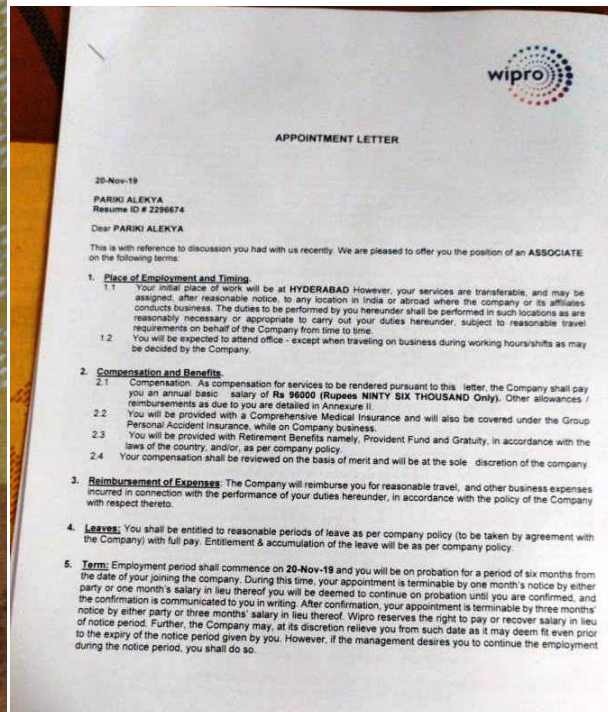 wipro
APPOINTMENT LETTER
20-Nov-19
PARIKI ALEKYA
Resume ID # 2296674
Dear PARIKI ALEKYA
This is with reference to discussion you had with us recently. We are pleased to offer you the position of an ASSOCIATE
on the following terms:
1. Place of Employment and Timing.
1.1 Your initial place of work will be at HYDERABAD However, your services are transferable, and may be
assigned, after reasonable notice, to any location in India or abroad where the company or its affiliates
conducts business. The duties to be performed by you hereunder shall be performed in such locations as are
reasonably necessary or appropriate to carry out your duties hereunder, subject to reasonable travel
requirements on behalf of the Company from time to time.
1.2 You will be expected to attend office - except when traveling on business during working hours/shifts as may
be decided by the Company.
2. Compensation and Benefits.
2.1 Compensation. As compensation for services to be rendered pursuant to this letter, the Company shall pay
you an annual basic salary of Rs 96000 (Rupees NINTY SIX THOUSAND Only). Other allowances /
reimbursements as due to you are detailed in Annexure II.
2.2 You will be provided with a Comprehensive Medical Insurance and will also be covered under the Group
Personal Accident Insurance, while on Company business.
2.3 You will be provided with Retirement Benefits namely, Provident Fund and Gratuity, in accordance with the
laws of the country, and/or, as per company policy.
2.4 Your compensation shall be reviewed on the basis of merit and will be at the sole discretion of the company.
3. Reimbursement of Expenses: The Company will reimburse you for reasonable travel, and other business expenses
incurred in connection with the performance of your duties hereunder, in accordance with the policy of the Company
with respect thereto.
4. Leaves: You shall be entitled to reasonable periods of leave as per company policy (to be taken by agreement with
the Company) with full pay. Entitlement & accumulation of the leave will be as per company policy.
5. Term: Employment period shall commence on 20-Nov-19 and you will be on probation for a period of six months from
the date of your joining the company. During this time, your appointment is terminable by one month's notice by either
party or one month's salary in lieu thereof you will be deemed to continue on probation until you are confirmed, and
the confirmation is communicated to you in writing. After confirmation, your appointment is terminable by three months'
notice by either party or three months' salary in lieu thereof. Wipro reserves the right to pay or recover salary in lieu
of notice period. Further, the Company may, at its discretion relieve you from such date as it may deem fit even prior
to the expiry of the notice period given by you. However, if the management desires you to continue the employment
during the notice period, you shall do so.